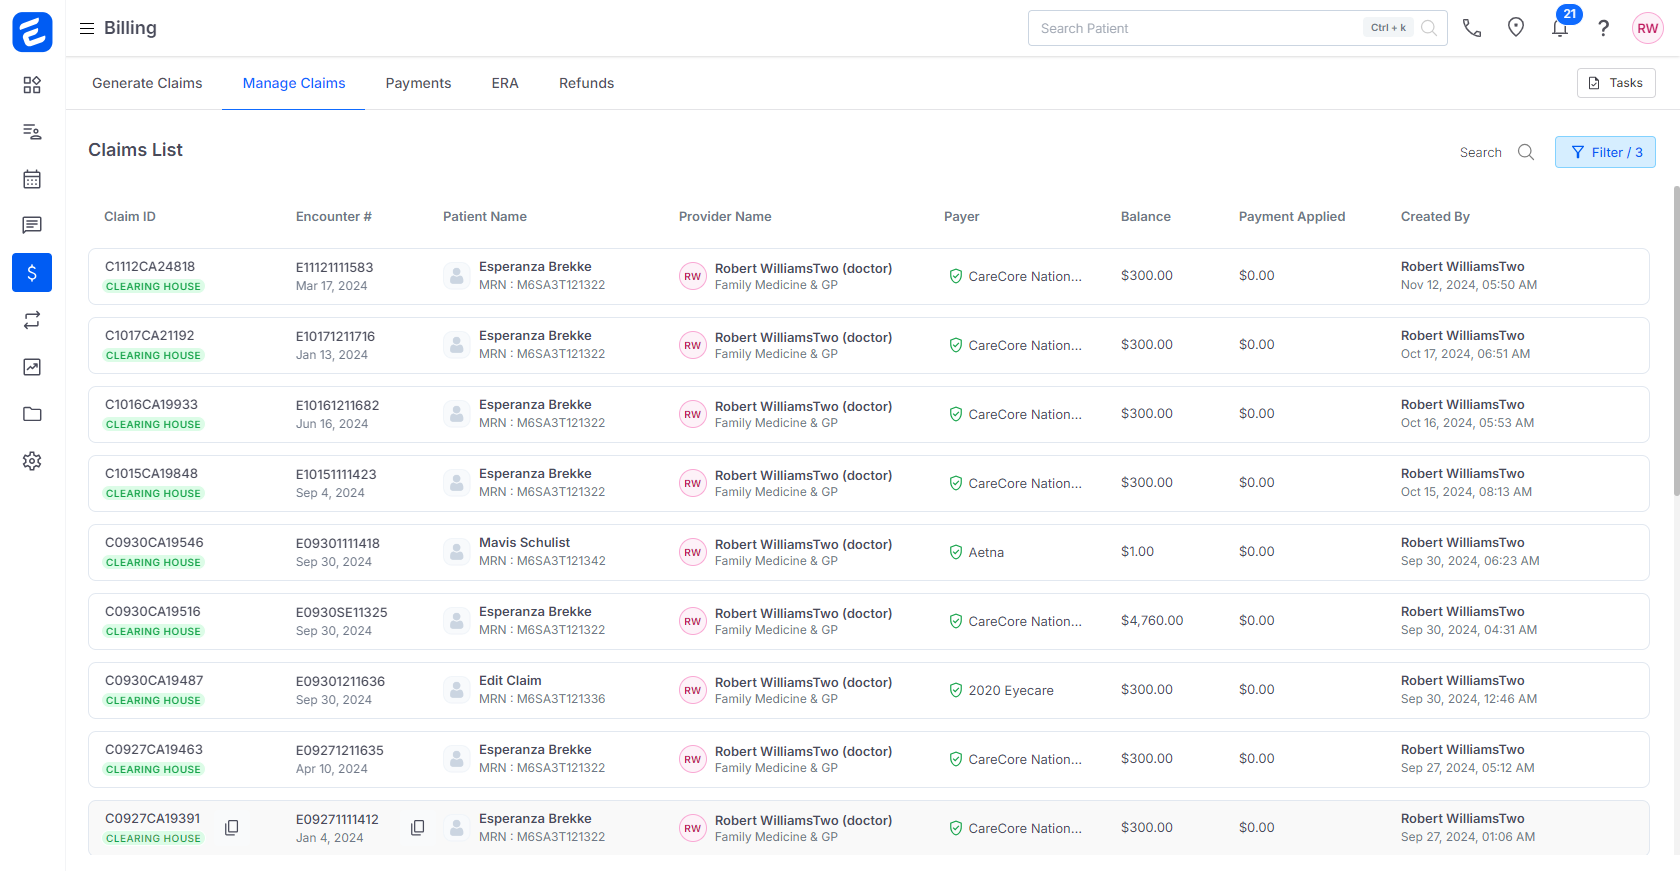 Billing
Search Patient
Ctrl + k
21
RW
Generate Claims
Manage Claims
Payments
ERA
Refunds
Tasks
Claims List
Search
Filter / 3
Claim ID Encounter # Patient Name Provider Name Payer Balance Payment Applied Created By
C1112CA24818 E11121111583 Esperanza Brekke RW Robert WilliamsTwo (doctor) CareCore Nation... $300.00 $0.00 Robert WilliamsTwo
CLEARING HOUSE Mar 17, 2024 MRN : M6SA3T121322 Family Medicine & GP Nov 12, 2024, 05:50 AM
C1017CA21192 E10171211716 Esperanza Brekke RW Robert WilliamsTwo (doctor) CareCore Nation... $300.00 $0.00 Robert WilliamsTwo
CLEARING HOUSE Jan 13, 2024 MRN : M6SA3T121322 Family Medicine & GP Oct 17, 2024, 06:51 AM
C1016CA19933 E10161211682 Esperanza Brekke RW Robert WilliamsTwo (doctor) CareCore Nation... $300.00 $0.00 Robert WilliamsTwo
CLEARING HOUSE Jun 16, 2024 MRN : M6SA3T121322 Family Medicine & GP Oct 16, 2024, 05:53 AM
C1015CA19848 E10151111423 Esperanza Brekke RW Robert WilliamsTwo (doctor) CareCore Nation... $300.00 $0.00 Robert WilliamsTwo
CLEARING HOUSE Sep 4, 2024 MRN : M6SA3T121322 Family Medicine & GP Oct 15, 2024, 08:13 AM
C0930CA19546 E09301111418 Mavis Schulist RW Robert WilliamsTwo (doctor) Aetna $1.00 $0.00 Robert WilliamsTwo
CLEARING HOUSE Sep 30, 2024 MRN : M6SA3T121342 Family Medicine & GP Sep 30, 2024, 06:23 AM
C0930CA19516 E0930SE11325 Esperanza Brekke RW Robert WilliamsTwo (doctor) CareCore Nation... $4,760.00 $0.00 Robert WilliamsTwo
CLEARING HOUSE Sep 30, 2024 MRN : M6SA3T121322 Family Medicine & GP Sep 30, 2024, 04:31 AM
C0930CA19487 E09301211636 Edit Claim RW Robert WilliamsTwo (doctor) 2020 Eyecare $300.00 $0.00 Robert WilliamsTwo
CLEARING HOUSE Sep 30, 2024 MRN : M6SA3T121336 Family Medicine & GP Sep 30, 2024, 12:46 AM
C0927CA19463 E09271211635 Esperanza Brekke RW Robert WilliamsTwo (doctor) CareCore Nation... $300.00 $0.00 Robert WilliamsTwo
CLEARING HOUSE Apr 10, 2024 MRN : M6SA3T121322 Family Medicine & GP Sep 27, 2024, 05:12 AM
C0927CA19391 E09271111412 Esperanza Brekke RW Robert WilliamsTwo (doctor) CareCore Nation... $300.00 $0.00 Robert WilliamsTwo
CLEARING HOUSE Jan 4, 2024 MRN : M6SA3T121322 Family Medicine & GP Sep 27, 2024, 01:06 AM